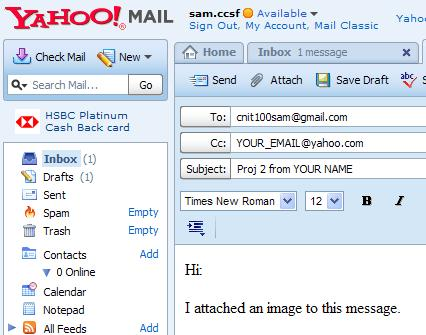 YAHOO! MAIL
sam.ccsf Available
Sign Out, My Account, Mail Classic
Check Mail New
Search Mail... Go
HSBC Platinum
Cash Back card
Inbox (1)
Drafts (1)
Sent
Spam Empty
Trash Empty
Contacts Add
0 Online
Calendar
Notepad
All Feeds Add
Home Inbox 1 message
Send Attach Save Draft
To: cnit100sam@gmail.com
Cc: YOUR_EMAIL@yahoo.com
Subject: Proj 2 from YOUR NAME
Times New Roman 12 B I
Hi:
I attached an image to this message.